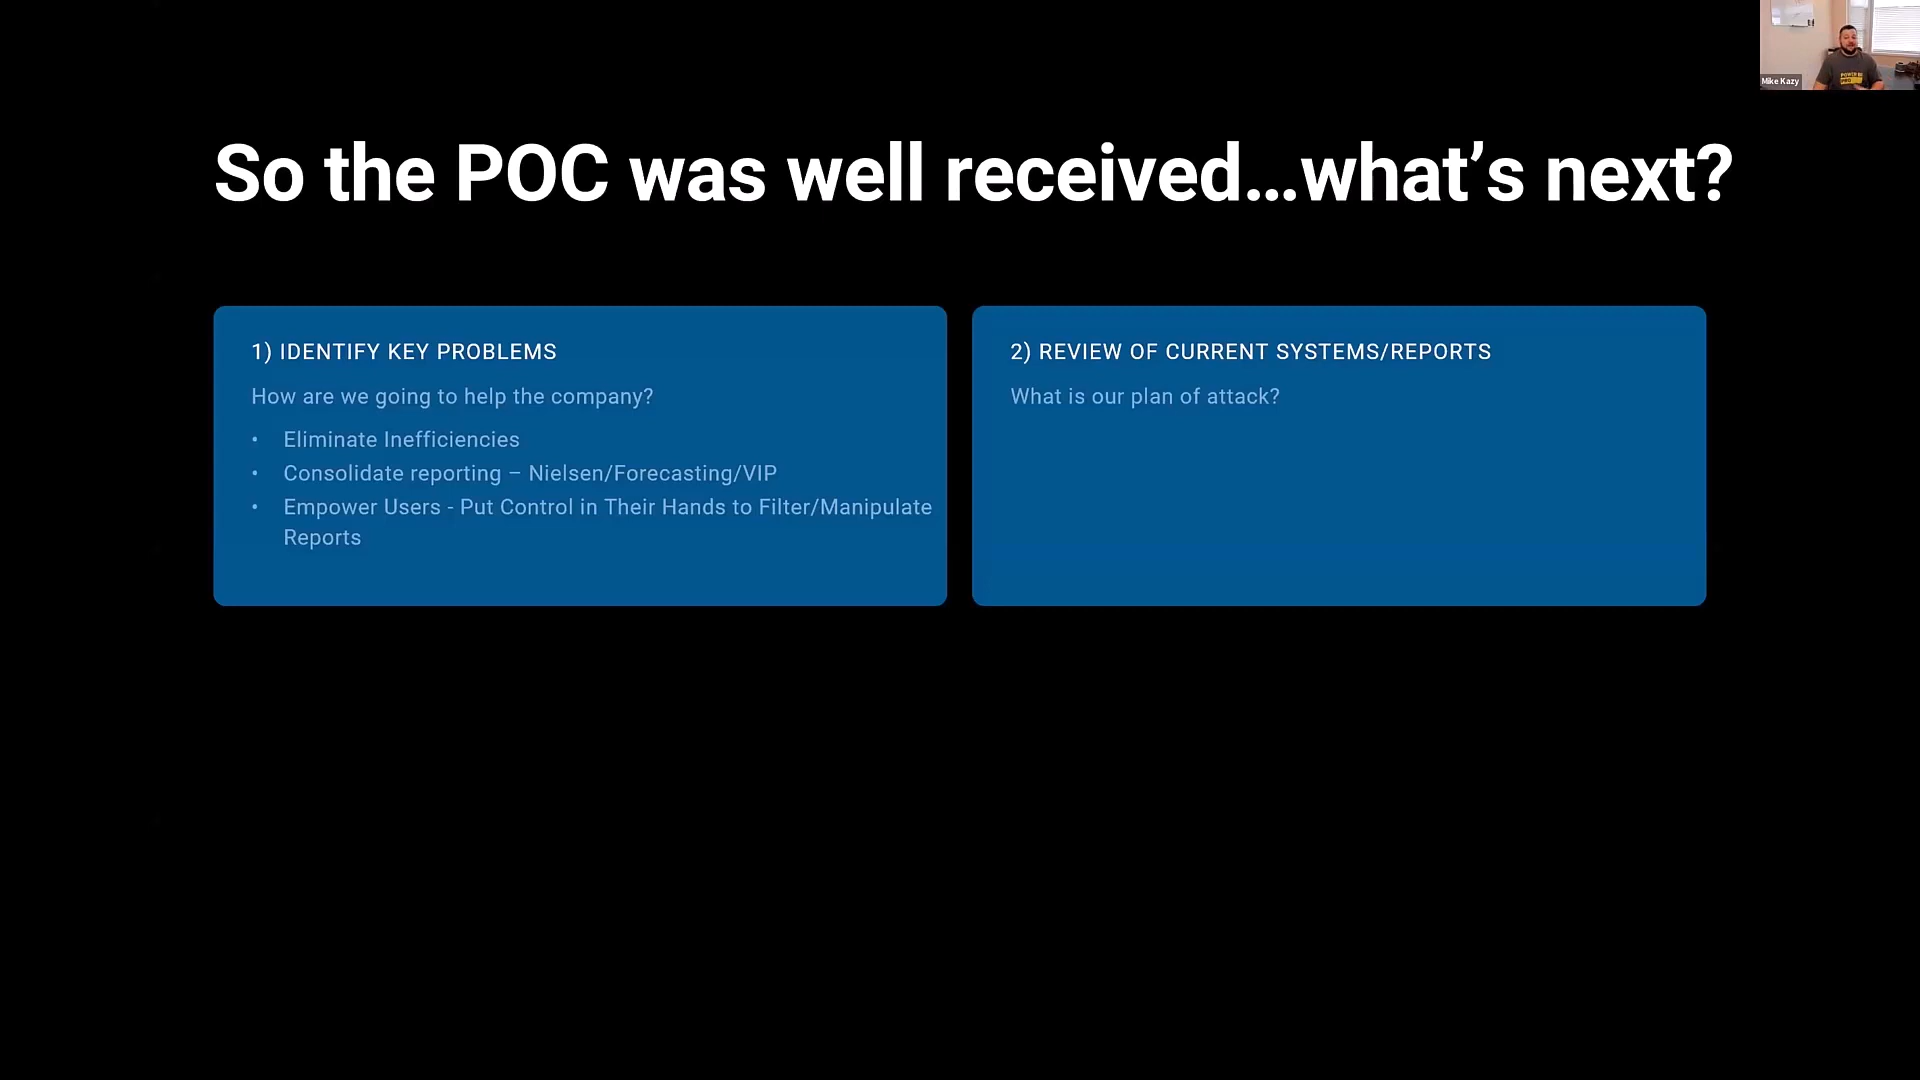 Mike Kazy
So the POC was well received...what’s next?
1) IDENTIFY KEY PROBLEMS
How are we going to help the company?
• Eliminate Inefficiencies
• Consolidate reporting – Nielsen/Forecasting/VIP
• Empower Users - Put Control in Their Hands to Filter/Manipulate
Reports
2) REVIEW OF CURRENT SYSTEMS/REPORTS
What is our plan of attack?